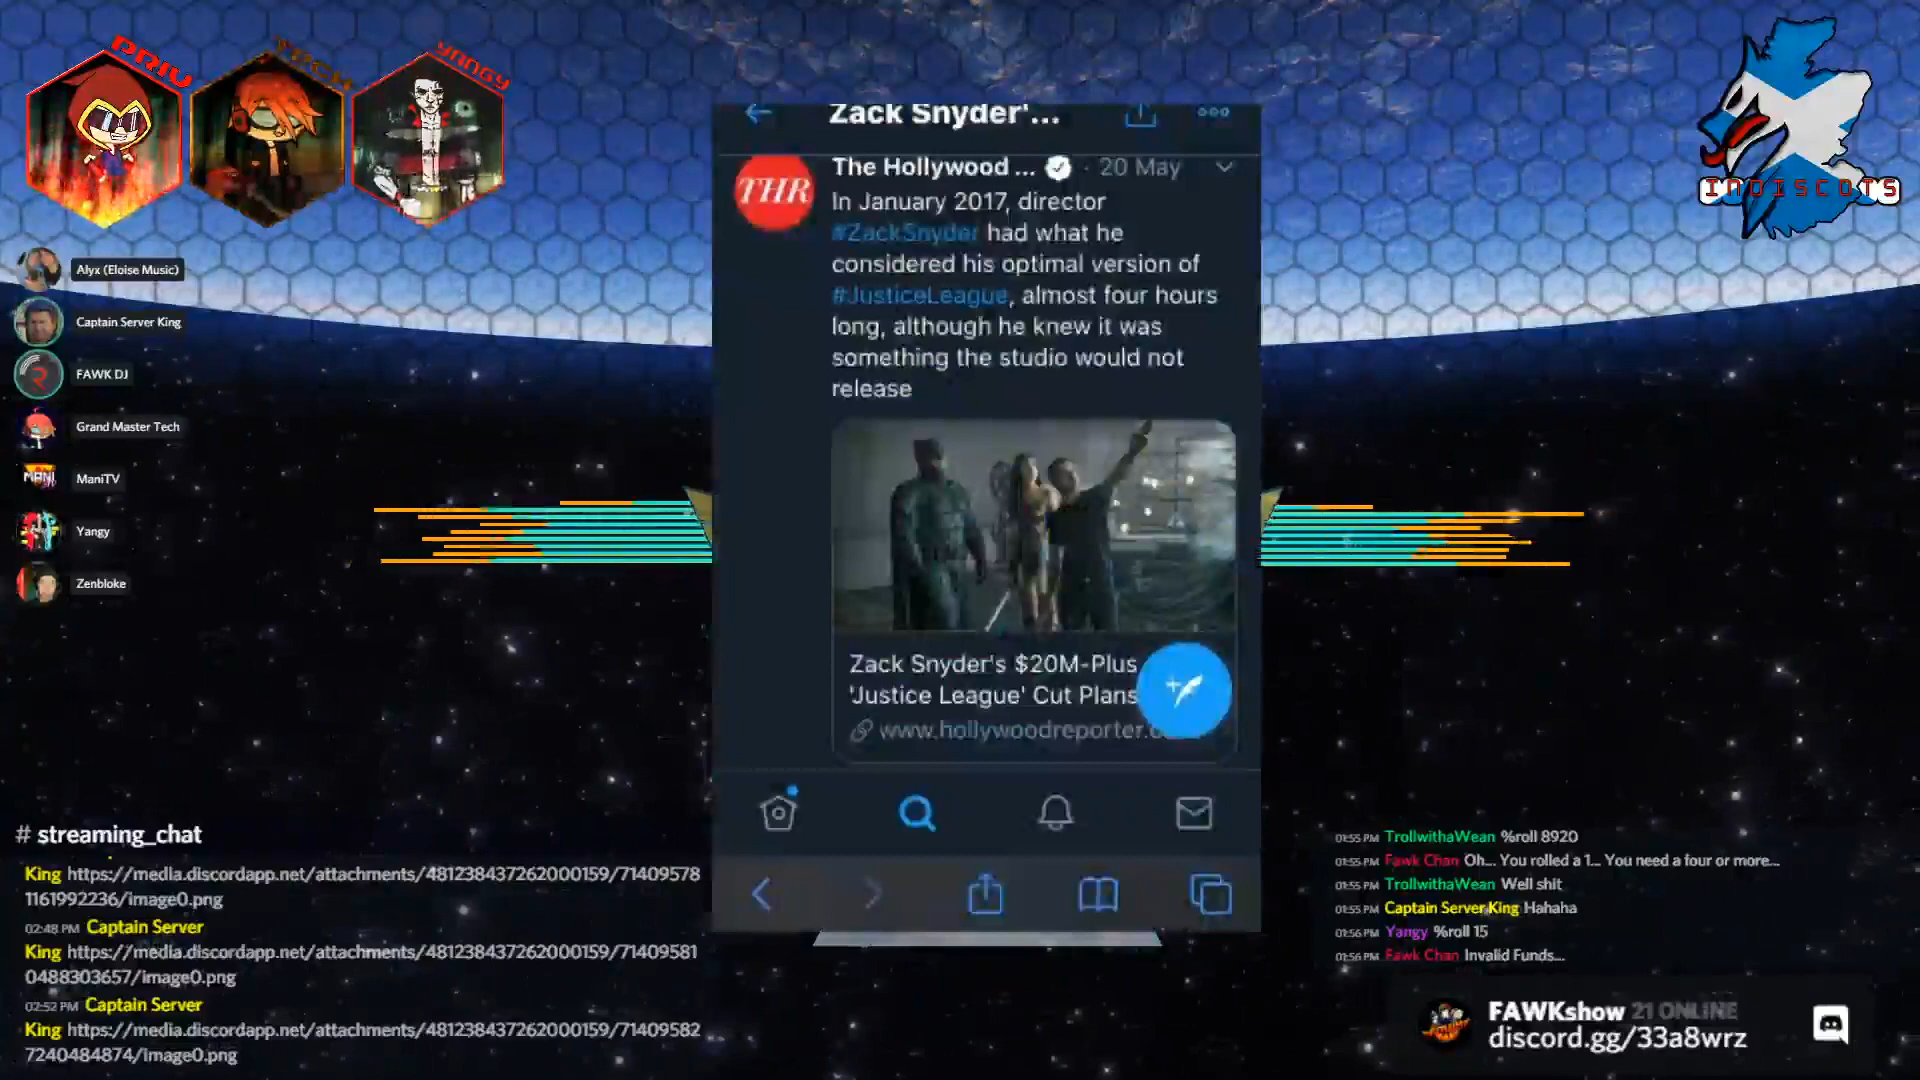 PRIV
TECH
YANGY
INDISCOTS
Alyx (Eloise Music)
Captain Server King
FAWK DJ
Grand Master Tech
MANI
ManiTV
Yangy
Zenbloke
Zack Snyder'...
THR
The Hollywood ... · 20 May
In January 2017, director
#ZackSnyder had what he
considered his optimal version of
#JusticeLeague, almost four hours
long, although he knew it was
something the studio would not
release
Zack Snyder's $20M-Plus
'Justice League' Cut Plans
www.hollywoodreporter.c
# streaming_chat
King https://media.discordapp.net/attachments/481238437262000159/71409578
1161992236/image0.png
02:48 PM Captain Server
King https://media.discordapp.net/attachments/481238437262000159/71409581
0488303657/image0.png
02:52 PM Captain Server
King https://media.discordapp.net/attachments/481238437262000159/71409582
7240484874/image0.png
01:55 PM TrollwithaWean %roll 8920
01:55 PM Fawk Chan Oh... You rolled a 1... You need a four or more...
01:55 PM TrollwithaWean Well shit
01:55 PM Captain Server King Hahaha
01:56 PM Yangy %roll 15
01:56 PM Fawk Chan Invalid Funds...
FAWKshow 21 ONLINE
discord.gg/33a8wrz